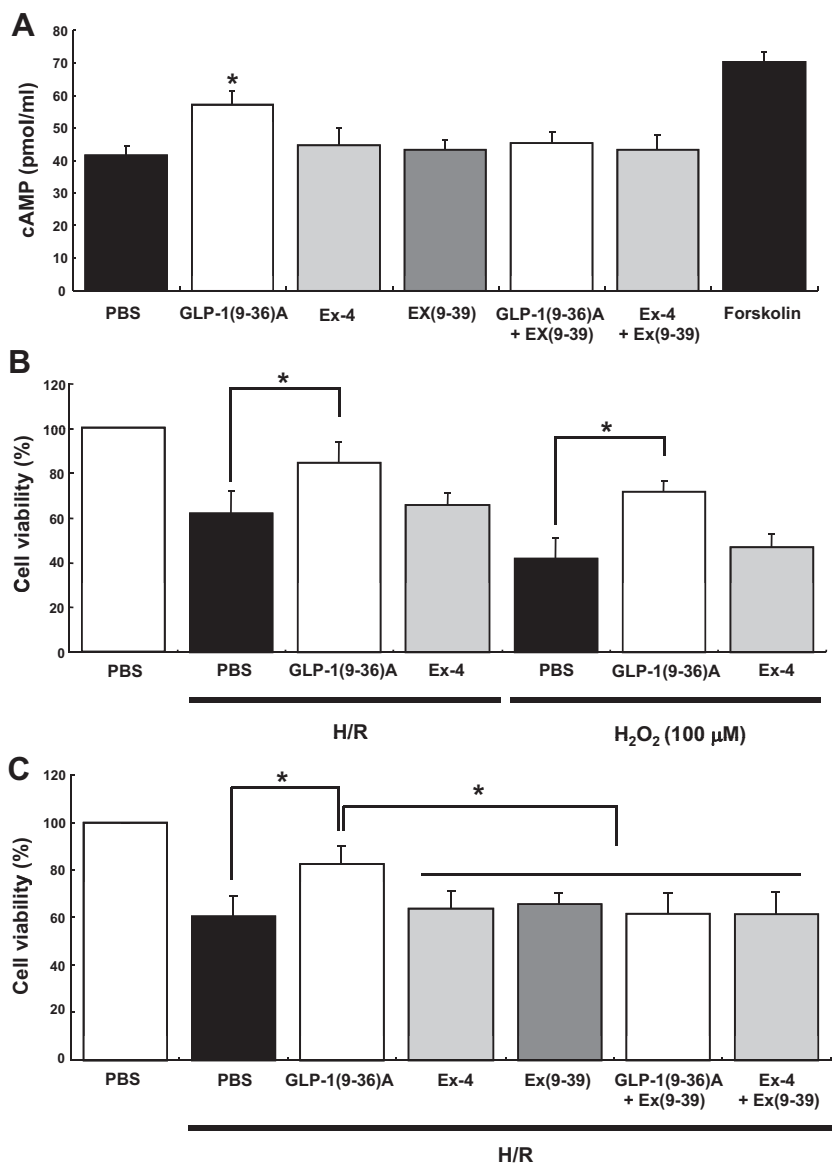 A
80
70
60
50
40
30
20
10
0
cAMP (pmol/ml)
*
PBS
GLP-1(9-36)A
Ex-4
EX(9-39)
GLP-1(9-36)A
+ EX(9-39)
Ex-4
+ Ex(9-39)
Forskolin
B
120
100
80
60
40
20
0
Cell viability (%)
*
*
PBS
PBS
GLP-1(9-36)A
Ex-4
PBS
GLP-1(9-36)A
Ex-4
H/R
H₂O₂ (100 μM)
C
120
100
80
60
40
20
0
Cell viability (%)
*
*
PBS
PBS
GLP-1(9-36)A
Ex-4
Ex(9-39)
GLP-1(9-36)A
+ Ex(9-39)
Ex-4
+ Ex(9-39)
H/R